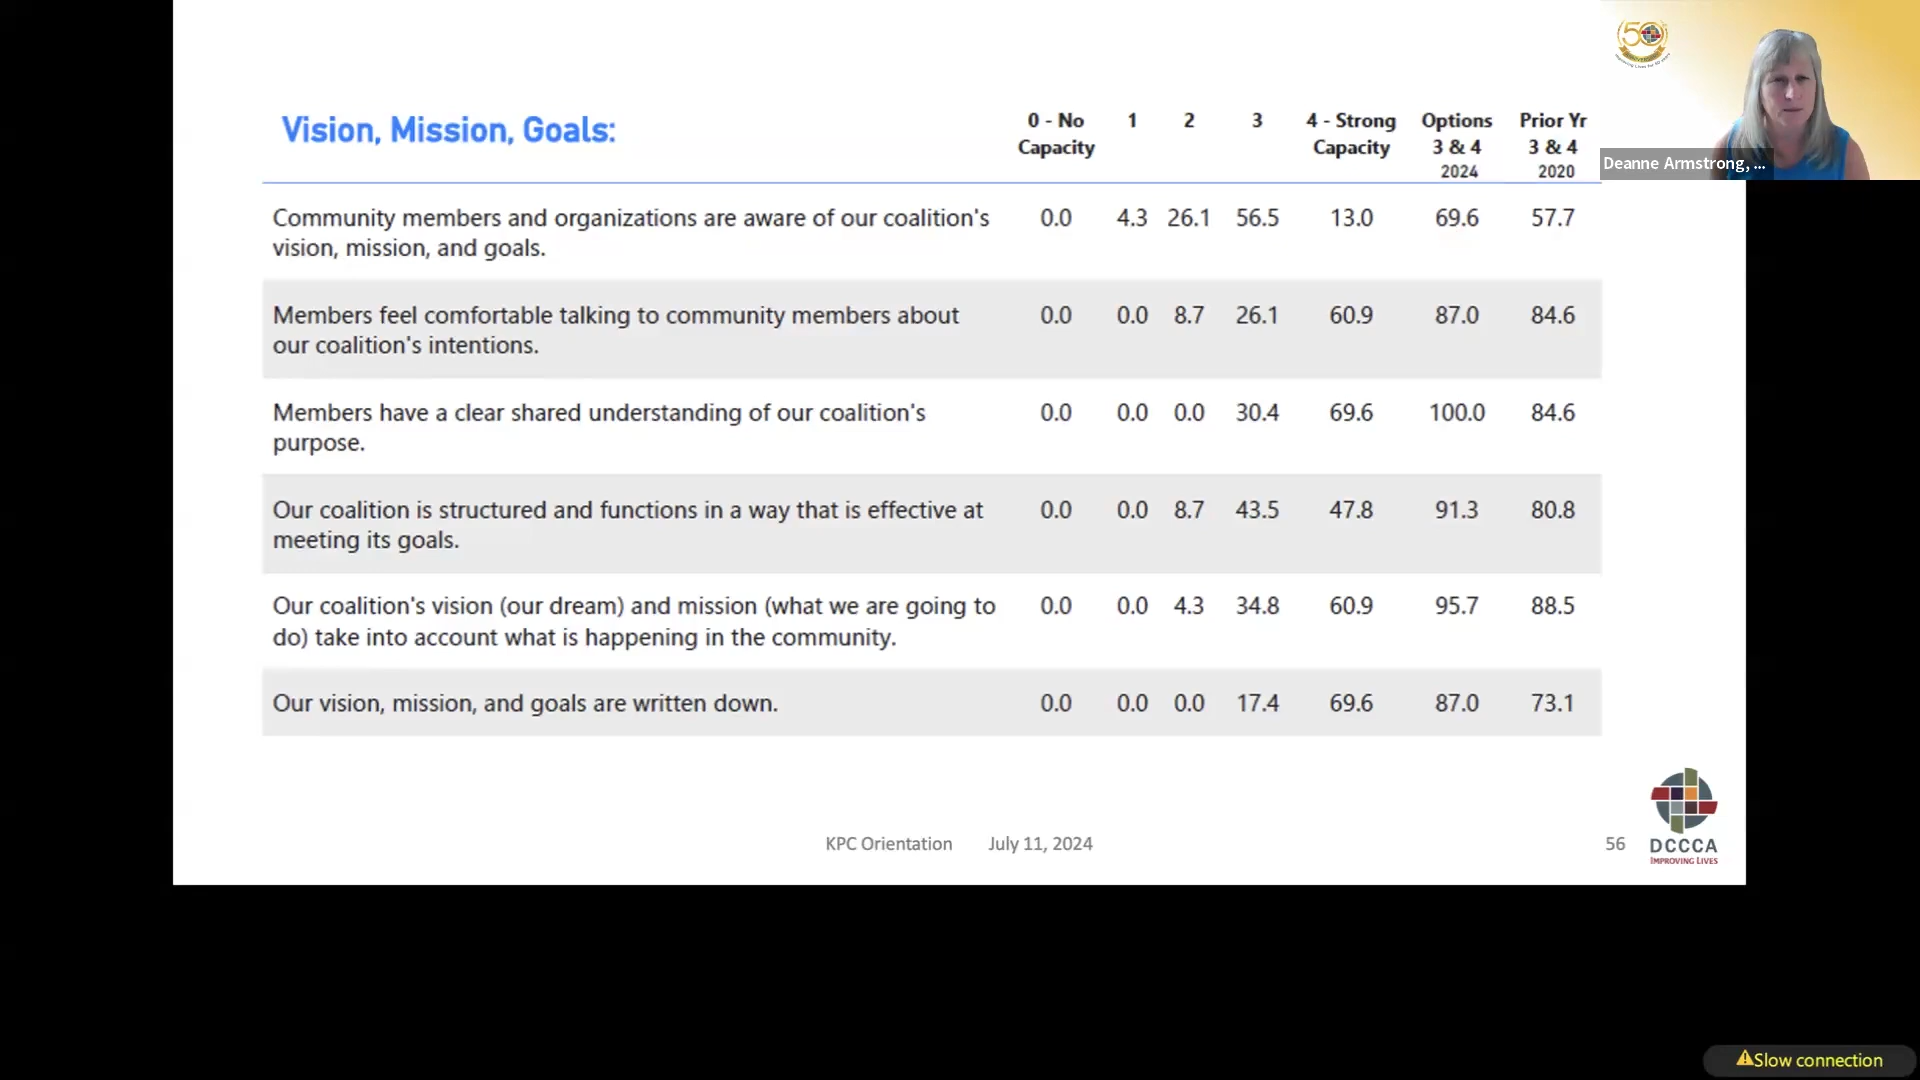 Vision, Mission, Goals:
0 - No Capacity
1
2
3
4 - Strong Capacity
Options 3 & 4 2024
Prior Yr 3 & 4 2020
Community members and organizations are aware of our coalition's
vision, mission, and goals.
0.0 4.3 26.1 56.5 13.0 69.6 57.7
Members feel comfortable talking to community members about
our coalition's intentions.
0.0 0.0 8.7 26.1 60.9 87.0 84.6
Members have a clear shared understanding of our coalition's
purpose.
0.0 0.0 0.0 30.4 69.6 100.0 84.6
Our coalition is structured and functions in a way that is effective at
meeting its goals.
0.0 0.0 8.7 43.5 47.8 91.3 80.8
Our coalition's vision (our dream) and mission (what we are going to
do) take into account what is happening in the community.
0.0 0.0 4.3 34.8 60.9 95.7 88.5
Our vision, mission, and goals are written down.
0.0 0.0 0.0 17.4 69.6 87.0 73.1
KPC Orientation July 11, 2024
56
DCCCA
IMPROVING LIVES
50
Deanne Armstrong, ...
Slow connection